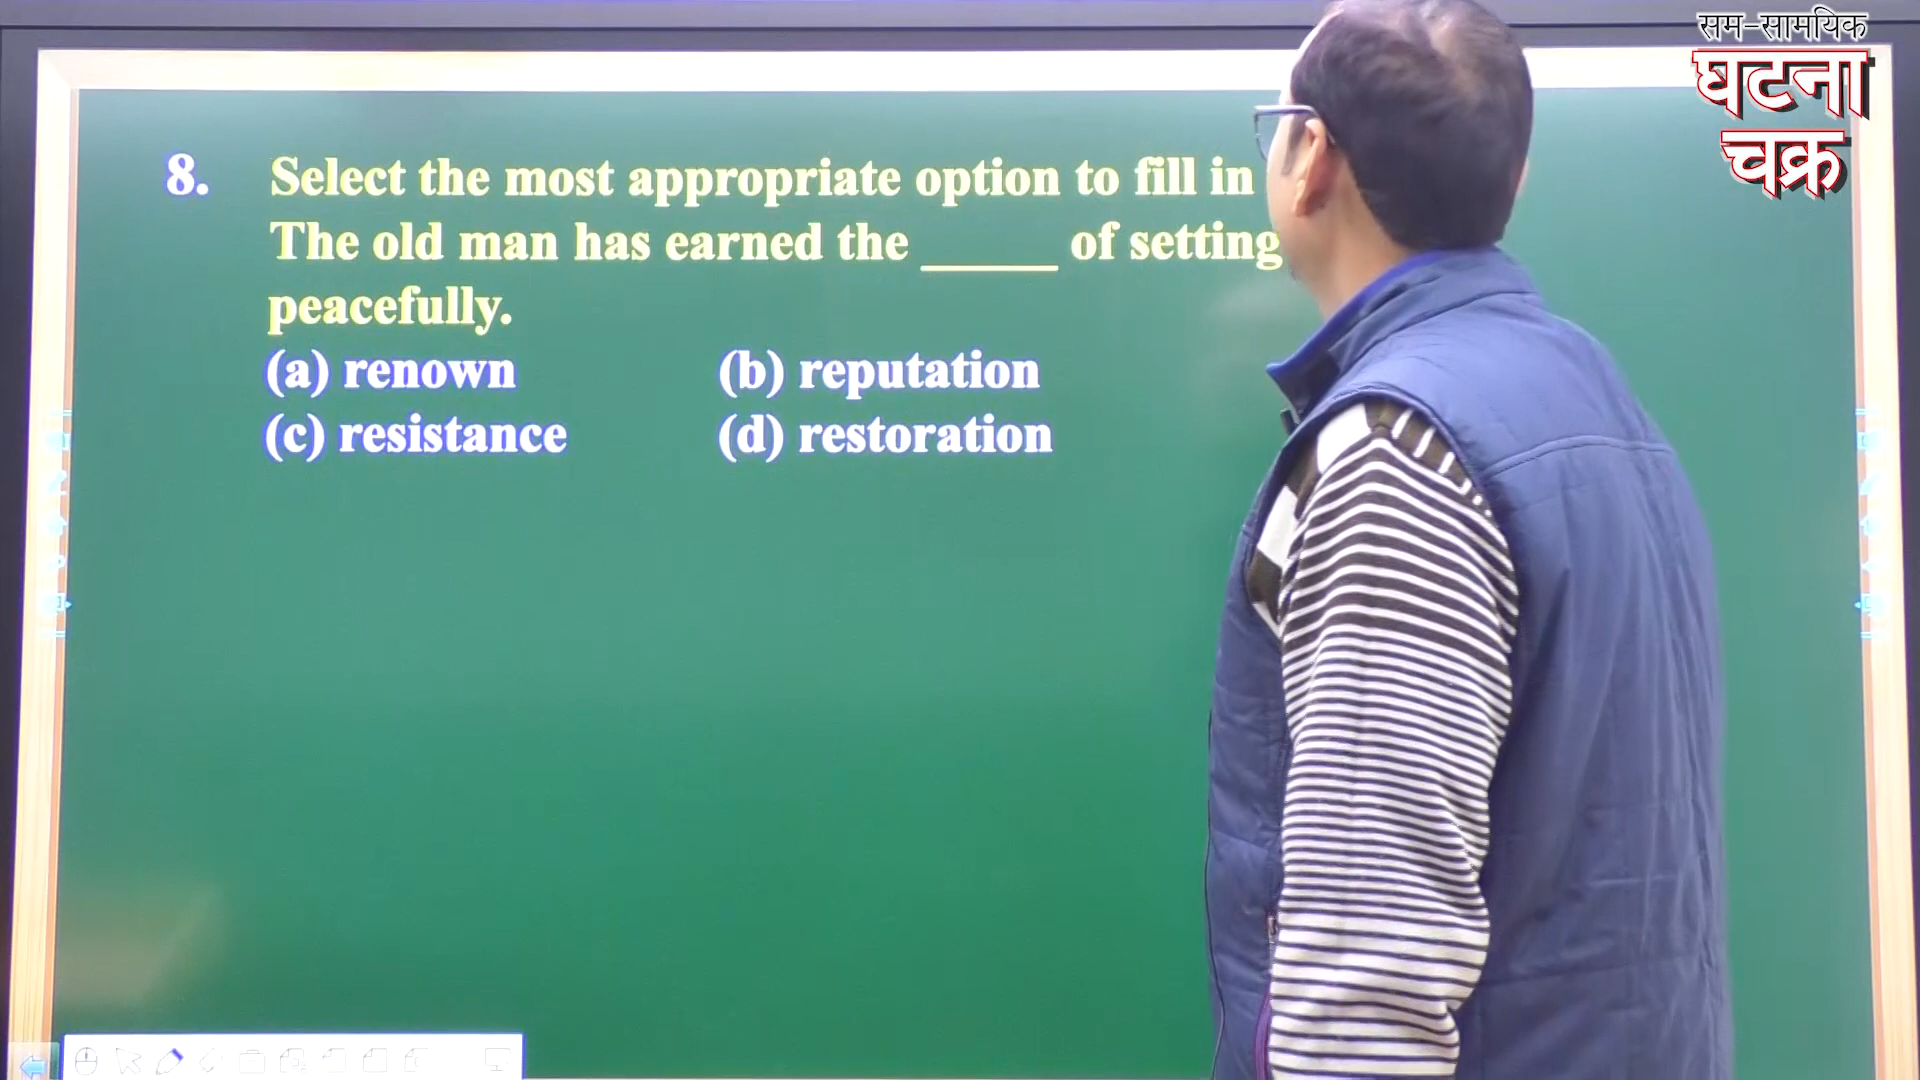 सम-सामयिक
घटना
चक्र
8. Select the most appropriate option to fill in
The old man has earned the _____ of setting
peacefully.
(a) renown (b) reputation
(c) resistance (d) restoration